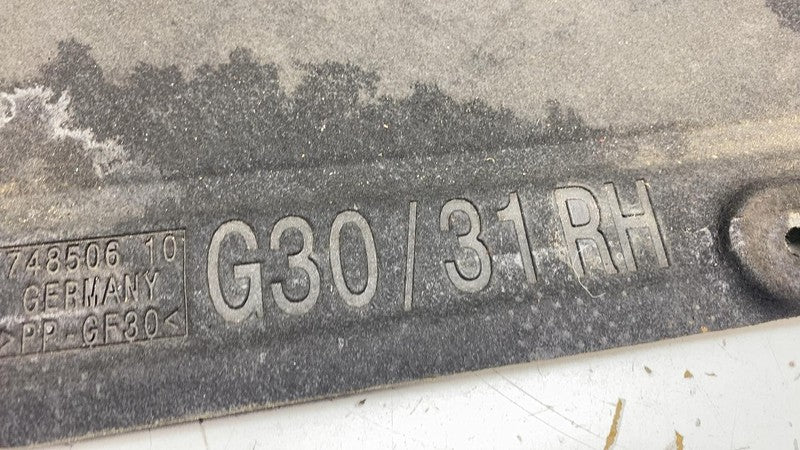 748506 10
GERMANY
>PP-GF30<
G30/31 RH